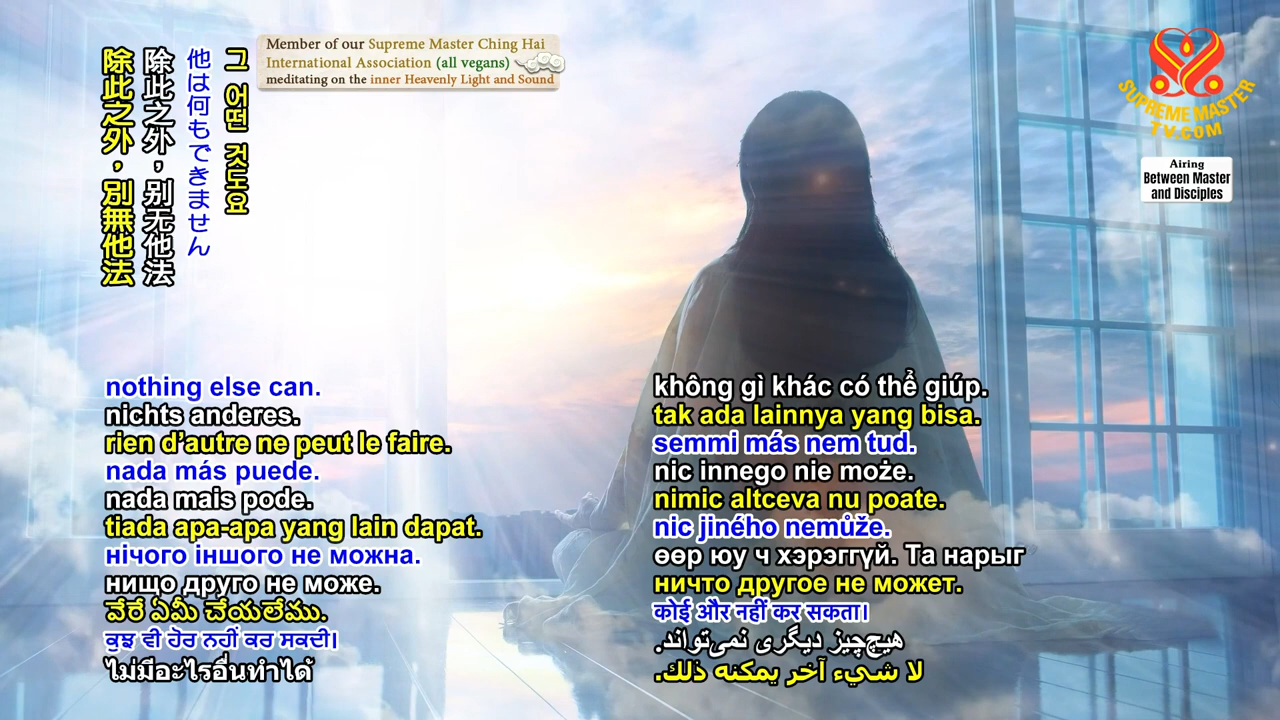 그 어떤 것도요
他は何もできません
除此之外，别无他法
除此之外，別無他法
Member of our Supreme Master Ching Hai
International Association (all vegans)
meditating on the inner Heavenly Light and Sound
SUPREME MASTER
TV.COM
Airing
Between Master
and Disciples
nothing else can.
nichts anderes.
rien d’autre ne peut le faire.
nada más puede.
nada mais pode.
tiada apa-apa yang lain dapat.
нічого іншого не можна.
нищо друго не може.
వేరే ఏమీ చేయలేము.
ਕੁਝ ਵੀ ਹੋਰ ਨਹੀਂ ਕਰ ਸਕਦੀ।
ไม่มีอะไรอื่นทำได้
không gì khác có thể giúp.
tak ada lainnya yang bisa.
semmi más nem tud.
nic innego nie może.
nimic altceva nu poate.
nic jiného nemůže.
өөр юу ч хэрэггүй. Та нарыг
ничто другое не может.
कोई और नहीं कर सकता।
هیچ‌چیز دیگری نمی‌تواند.
لا شيء آخر يمكنه ذلك.